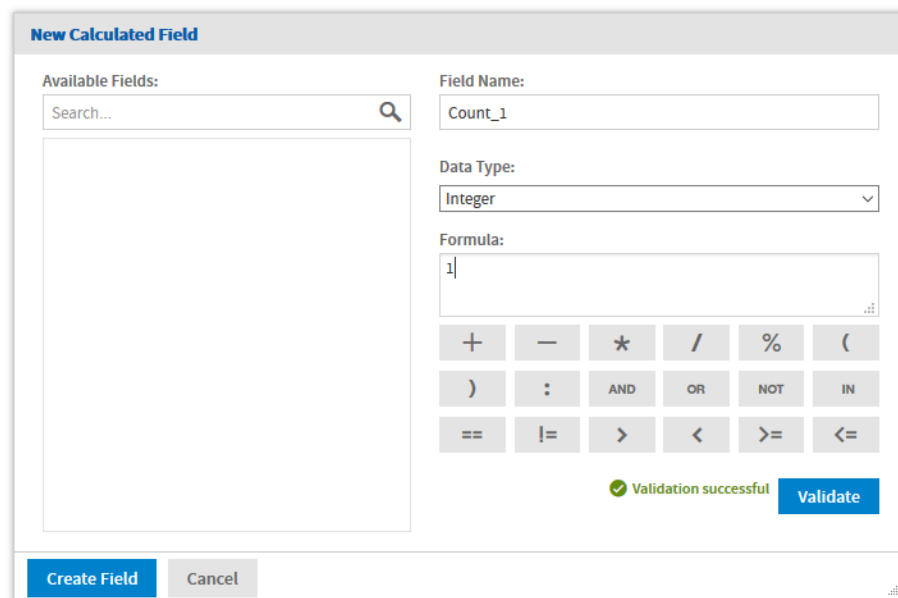 New Calculated Field
Available Fields:
Search...
Field Name:
Count_1
Data Type:
Integer
Formula:
1
+ − * / % (
) : AND OR NOT IN
== != > < >= <=
Validation successful
Validate
Create Field
Cancel